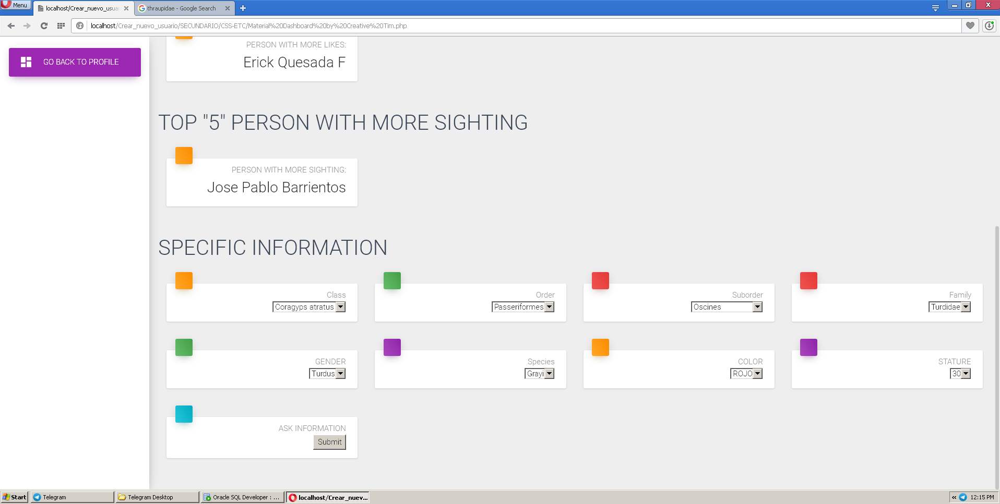 Menu
localhost/Crear_nuevo_usuar
thraupidae - Google Search
localhost/Crear_nuevo_usuario/SECUNDARIO/CSS-ETC/Material%20Dashboard%20by%20Creative%20Tim.php
GO BACK TO PROFILE
PERSON WITH MORE LIKES:
Erick Quesada F
TOP "5" PERSON WITH MORE SIGHTING
PERSON WITH MORE SIGHTING:
Jose Pablo Barrientos
SPECIFIC INFORMATION
Class
Coragyps atratus
Order
Passeriformes
Suborder
Oscines
Family
Turdidae
GENDER
Turdus
Species
Grayi
COLOR
ROJO
STATURE
30
ASK INFORMATION
Submit
Start
Telegram
Telegram Desktop
Oracle SQL Developer : ...
localhost/Crear_nuev...
12:15 PM